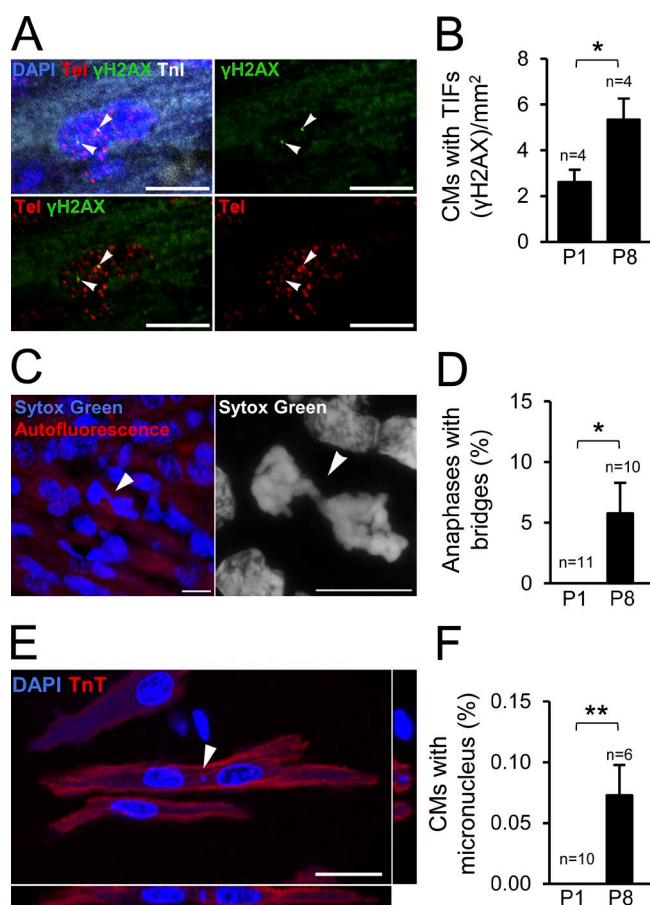 A
DAPI Tel γH2AX TnI
γH2AX
Tel γH2AX
Tel
B
CMs with TIFs
(γH2AX)/mm²
8
6
4
2
0
*
n=4
n=4
P1 P8
C
Sytox Green
Autofluorescence
Sytox Green
D
Anaphases with
bridges (%)
15
10
5
0
*
n=11
n=10
P1 P8
E
DAPI TnT
F
CMs with
micronucleus (%)
0.15
0.10
0.05
0.00
**
n=10
n=6
P1 P8